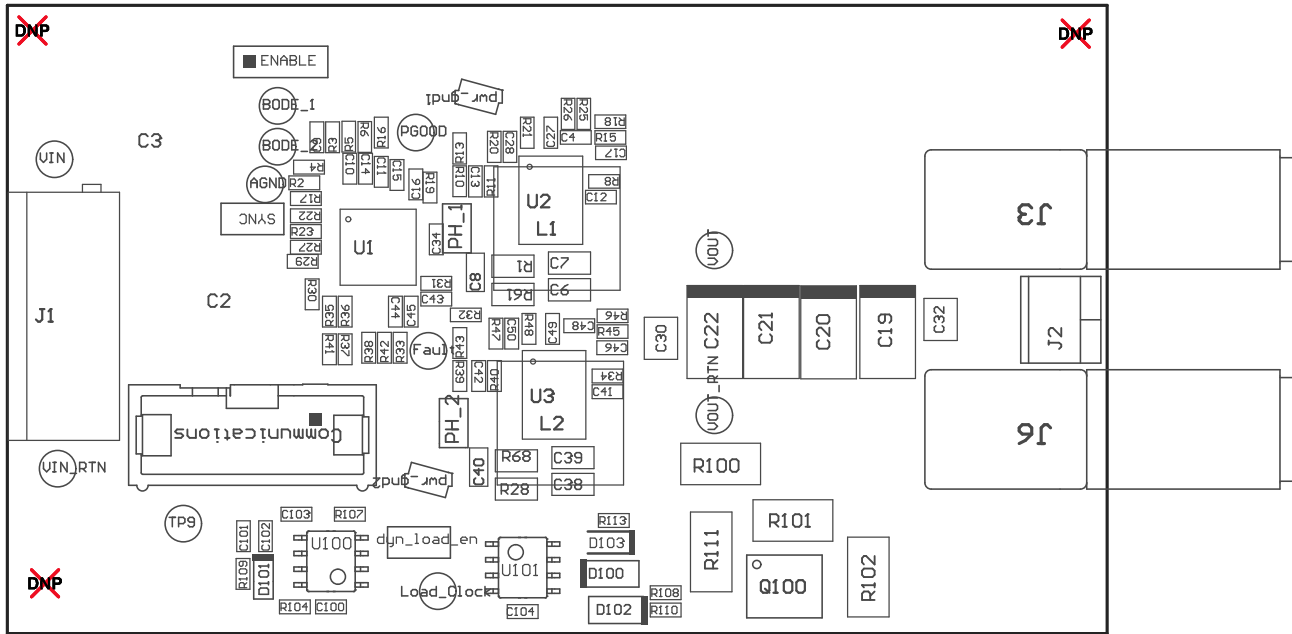 DNP
DNP
ENABLE
BODE_1
pwr_gnd1
C3
BODE_2
PGOOD
VIN
R3
R5
R6
R16
R26
R25
R18
R21
C27
C4
R15
R20
C28
C17
R13
R4
C10
C14
C11
C15
C16
R19
R10
C13
R11
AGND
R2
R17
R8
C12
SYNC
R22
R23
R27
R29
U1
C34
PH_1
U2
L1
J3
VOUT
R1
C7
C8
C6
R61
R30
R31
C43
C2
R35
R36
C44
C45
R32
R47
C50
R48
C49
C48
R46
R45
C46
J1
R41
R37
R38
R42
R33
Fault
R43
C30
C22
C21
C20
C19
C32
J2
R39
C42
R40
R34
C41
U3
L2
PH_2
VOUT_RTN
J6
Communications
VIN_RTN
R68
C39
C40
R28
C38
pwr_gnd2
R100
TP9
C103
R107
C101
C102
U100
dyn_load_en
R113
D103
R101
R111
R109
D101
U101
D100
Q100
R102
DNP
Load_Clock
R104
C100
C104
D102
R108
R110